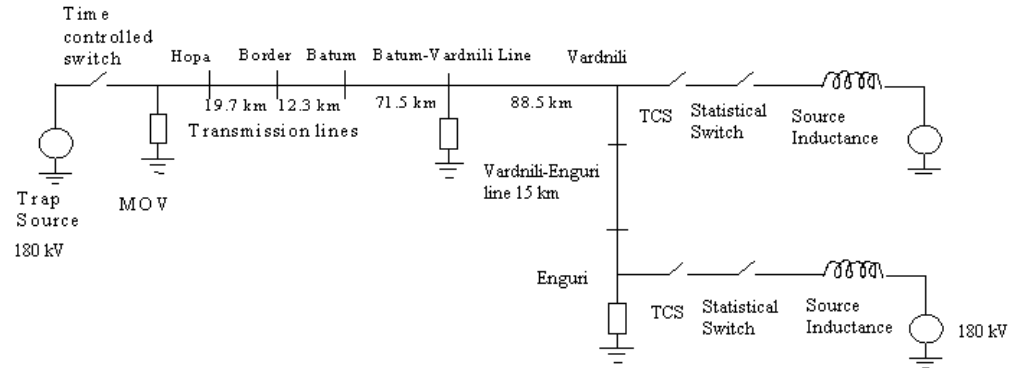 Time
controlled
switch
Hopa
Border
Batum
Batum-Vardnili Line
Vardnili
19.7 km
12.3 km
71.5 km
88.5 km
Transmission lines
TCS
Statistical
Switch
Source
Inductance
Trap
Source
180 kV
MOV
Vardnili-Enguri
line 15 km
Enguri
TCS
Statistical
Switch
Source
Inductance
180 kV